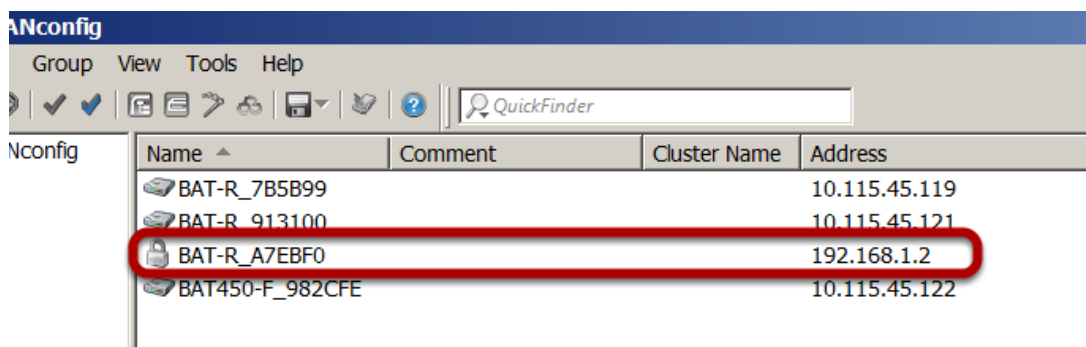 ANconfig
Group View Tools Help
QuickFinder
Nconfig Name Comment Cluster Name Address
BAT-R_7B5B99 10.115.45.119
BAT-R_913100 10.115.45.121
BAT-R_A7EBF0 192.168.1.2
BAT450-F_982CFE 10.115.45.122